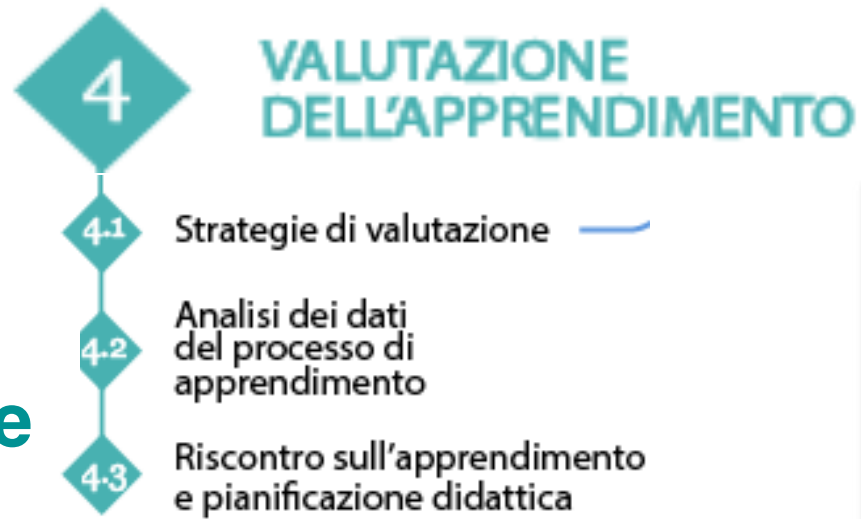 4
VALUTAZIONE
DELL'APPRENDIMENTO
4.1 Strategie di valutazione
4.2 Analisi dei dati
del processo di
apprendimento
e
4.3 Riscontro sull'apprendimento
e pianificazione didattica